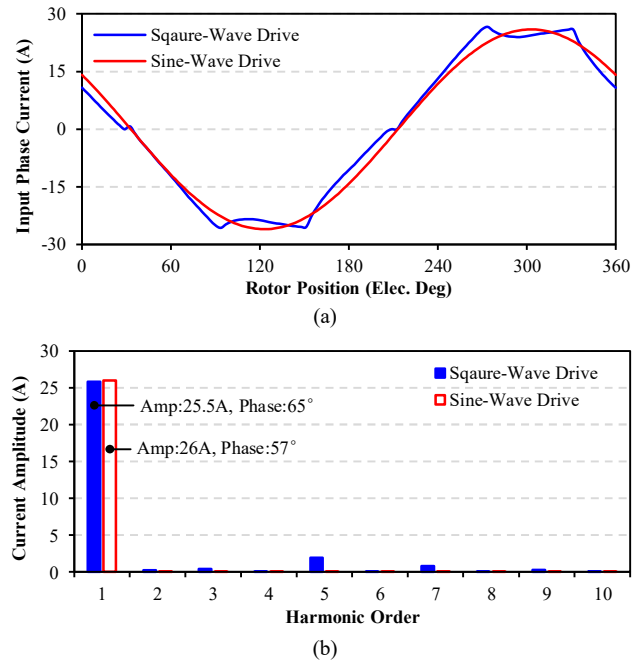 30
15
0
-15
-30
Input Phase Current (A)
Sqaure-Wave Drive
Sine-Wave Drive
0 60 120 180 240 300 360
Rotor Position (Elec. Deg)
(a)
30
25
20
15
10
5
0
Current Amplitude (A)
Sqaure-Wave Drive
Sine-Wave Drive
Amp:25.5A, Phase:65°
Amp:26A, Phase:57°
1 2 3 4 5 6 7 8 9 10
Harmonic Order
(b)